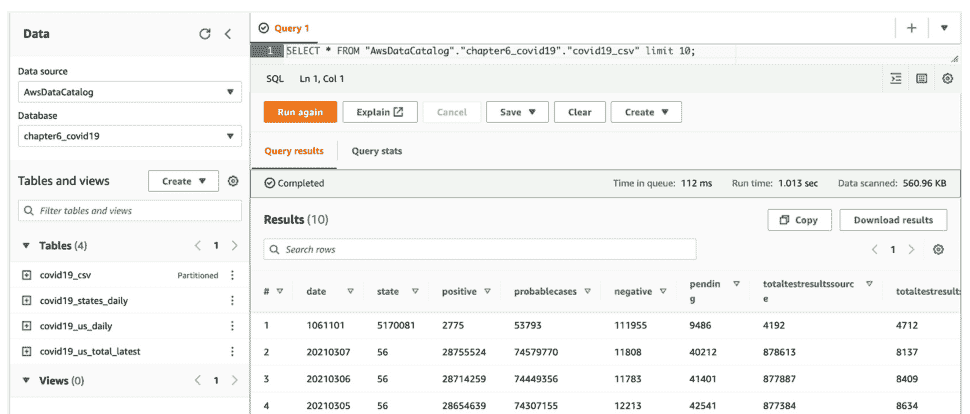 Data
Data source
AwsDataCatalog
Database
chapter6_covid19
Tables and views
Create
Filter tables and views
Tables (4)
1
covid19_csv
Partitioned
covid19_states_daily
covid19_us_daily
covid19_us_total_latest
Views (0)
1
Query 1
1 SELECT * FROM "AwsDataCatalog"."chapter6_covid19"."covid19_csv" limit 10;
SQL Ln 1, Col 1
Run again Explain Cancel Save Clear Create
Query results Query stats
Completed Time in queue: 112 ms Run time: 1.013 sec Data scanned: 560.96 KB
Results (10) Copy Download results
Search rows 1
# date state positive probablecases negative pendin
g totaltestresultssourc
e totaltestresults
1 1061101 5170081 2775 53793 111955 9486 4192 4712
2 20210307 56 28755524 74579770 11808 40212 878613 8137
3 20210306 56 28714259 74449356 11783 41401 877887 8409
4 20210305 56 28654639 74307155 12213 42541 877384 8634